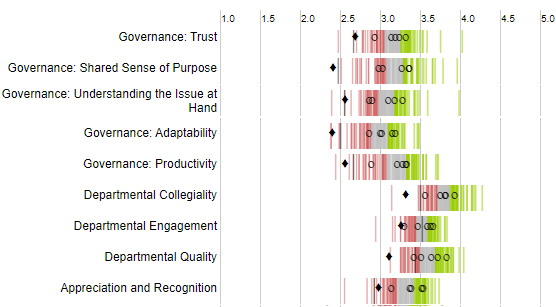 1.0 1.5 2.0 2.5 3.0 3.5 4.0 4.5 5.0
Governance: Trust
Governance: Shared Sense of Purpose
Governance: Understanding the Issue at
Hand
Governance: Adaptability
Governance: Productivity
Departmental Collegiality
Departmental Engagement
Departmental Quality
Appreciation and Recognition